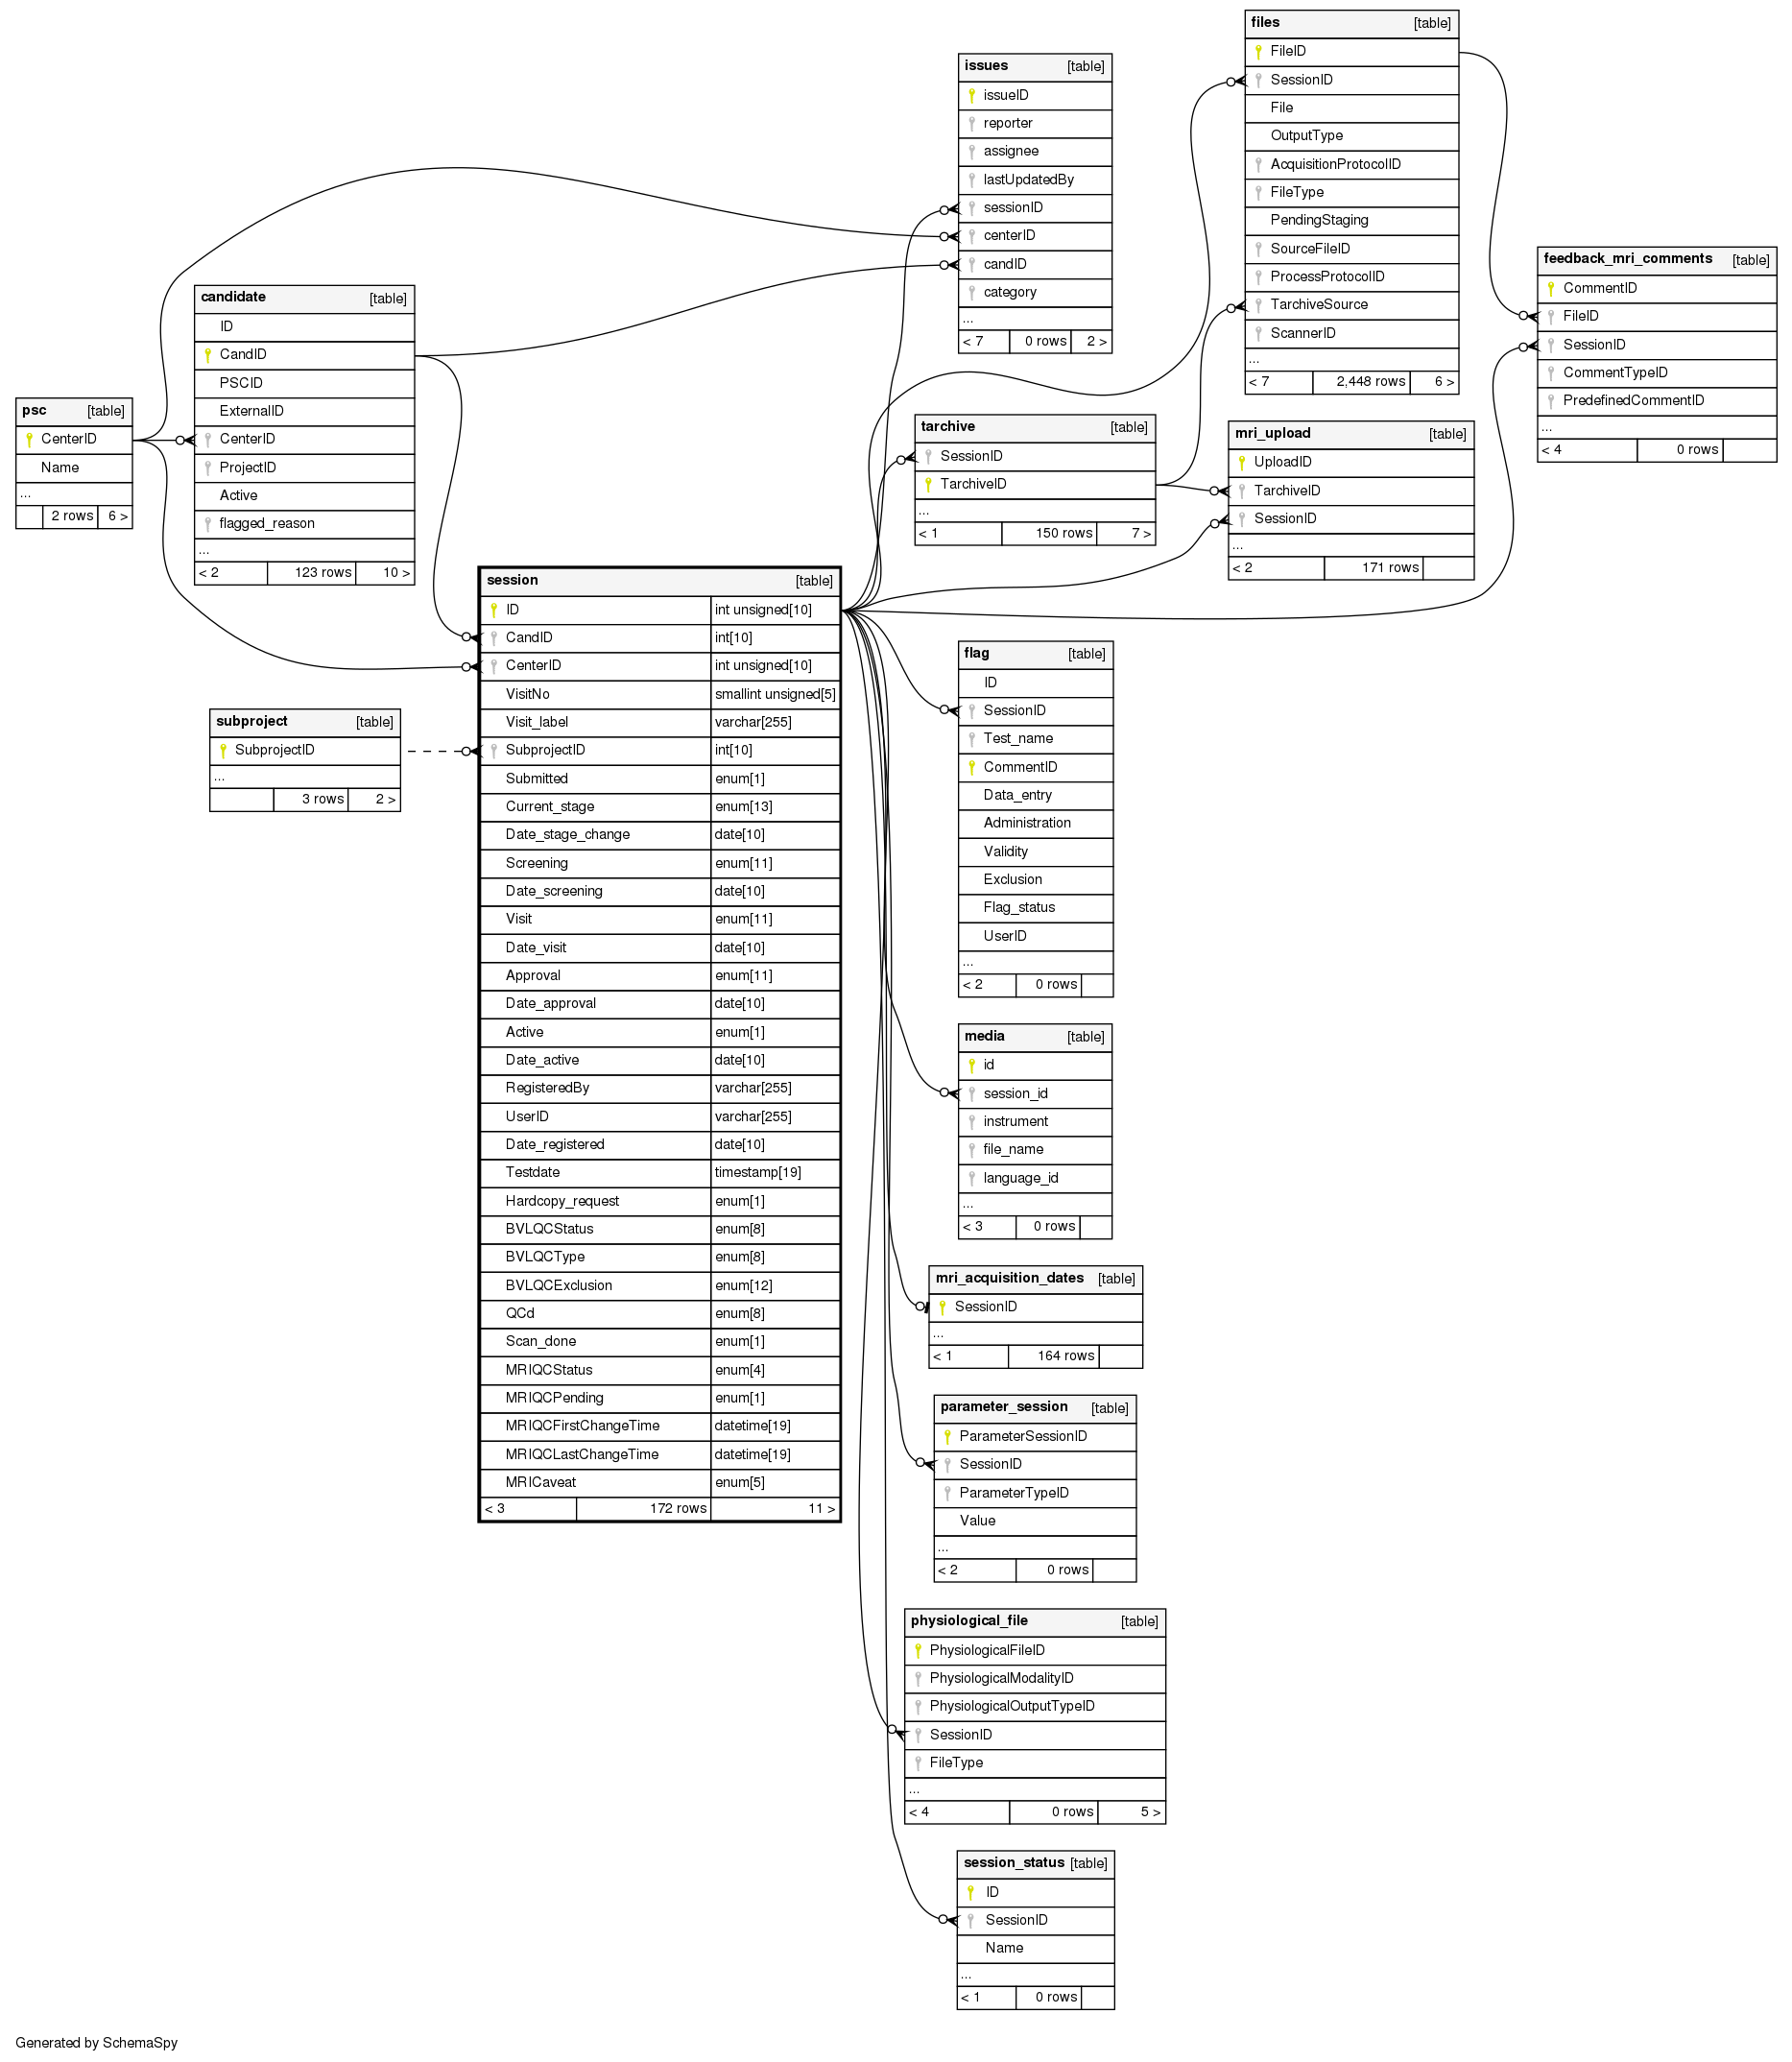 files [table]
FileID
SessionID
File
OutputType
AcquisitionProtocolID
FileType
PendingStaging
SourceFileID
ProcessProtocolID
TarchiveSource
ScannerID
...
< 7 2,448 rows 6 >
issues [table]
issueID
reporter
assignee
lastUpdatedBy
sessionID
centerID
candID
category
...
< 7 0 rows 2 >
feedback_mri_comments [table]
CommentID
FileID
SessionID
CommentTypeID
PredefinedCommentID
...
< 4 0 rows
candidate [table]
ID
CandID
PSCID
ExternalID
CenterID
ProjectID
Active
flagged_reason
...
< 2 123 rows 10 >
psc [table]
CenterID
Name
...
2 rows 6 >
tarchive [table]
SessionID
TarchiveID
...
< 1 150 rows 7 >
mri_upload [table]
UploadID
TarchiveID
SessionID
...
< 2 171 rows
session [table]
ID int unsigned[10]
CandID int[10]
CenterID int unsigned[10]
VisitNo smallint unsigned[5]
Visit_label varchar[255]
SubprojectID int[10]
Submitted enum[1]
Current_stage enum[13]
Date_stage_change date[10]
Screening enum[11]
Date_screening date[10]
Visit enum[11]
Date_visit date[10]
Approval enum[11]
Date_approval date[10]
Active enum[1]
Date_active date[10]
RegisteredBy varchar[255]
UserID varchar[255]
Date_registered date[10]
Testdate timestamp[19]
Hardcopy_request enum[1]
BVLQCStatus enum[8]
BVLQCType enum[8]
BVLQCExclusion enum[12]
QCd enum[8]
Scan_done enum[1]
MRIQCStatus enum[4]
MRIQCPending enum[1]
MRIQCFirstChangeTime datetime[19]
MRIQCLastChangeTime datetime[19]
MRICaveat enum[5]
< 3 172 rows 11 >
subproject [table]
SubprojectID
...
3 rows 2 >
flag [table]
ID
SessionID
Test_name
CommentID
Data_entry
Administration
Validity
Exclusion
Flag_status
UserID
...
< 2 0 rows
media [table]
id
session_id
instrument
file_name
language_id
...
< 3 0 rows
mri_acquisition_dates [table]
SessionID
...
< 1 164 rows
parameter_session [table]
ParameterSessionID
SessionID
ParameterTypeID
Value
...
< 2 0 rows
physiological_file [table]
PhysiologicalFileID
PhysiologicalModalityID
PhysiologicalOutputTypeID
SessionID
FileType
...
< 4 0 rows 5 >
session_status [table]
ID
SessionID
Name
...
< 1 0 rows
Generated by SchemaSpy